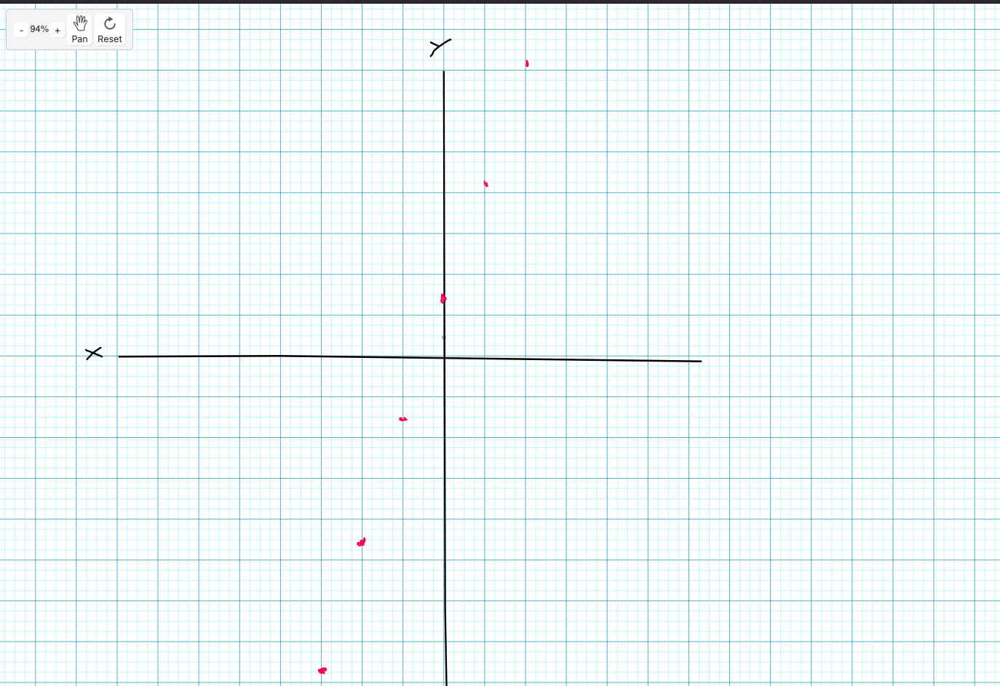 - 94% +
Pan Reset
Y
X